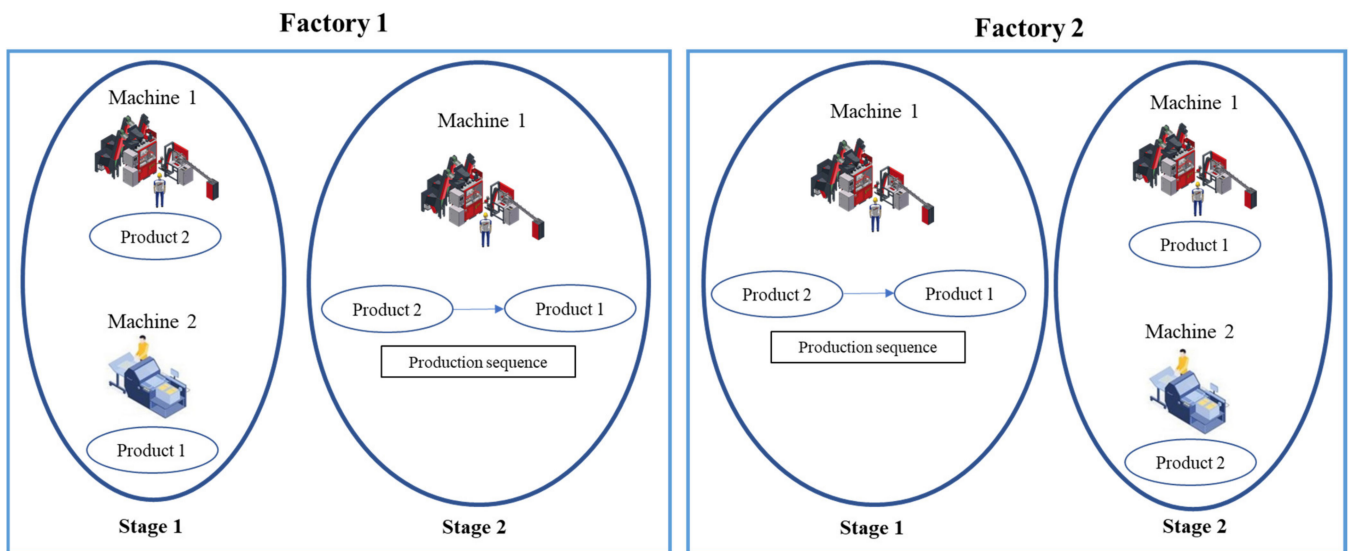 Factory 1
Machine 1
Product 2
Machine 2
Product 1
Stage 1
Machine 1
Product 2
Product 1
Production sequence
Stage 2
Factory 2
Machine 1
Product 2
Product 1
Production sequence
Stage 1
Machine 1
Product 1
Machine 2
Product 2
Stage 2